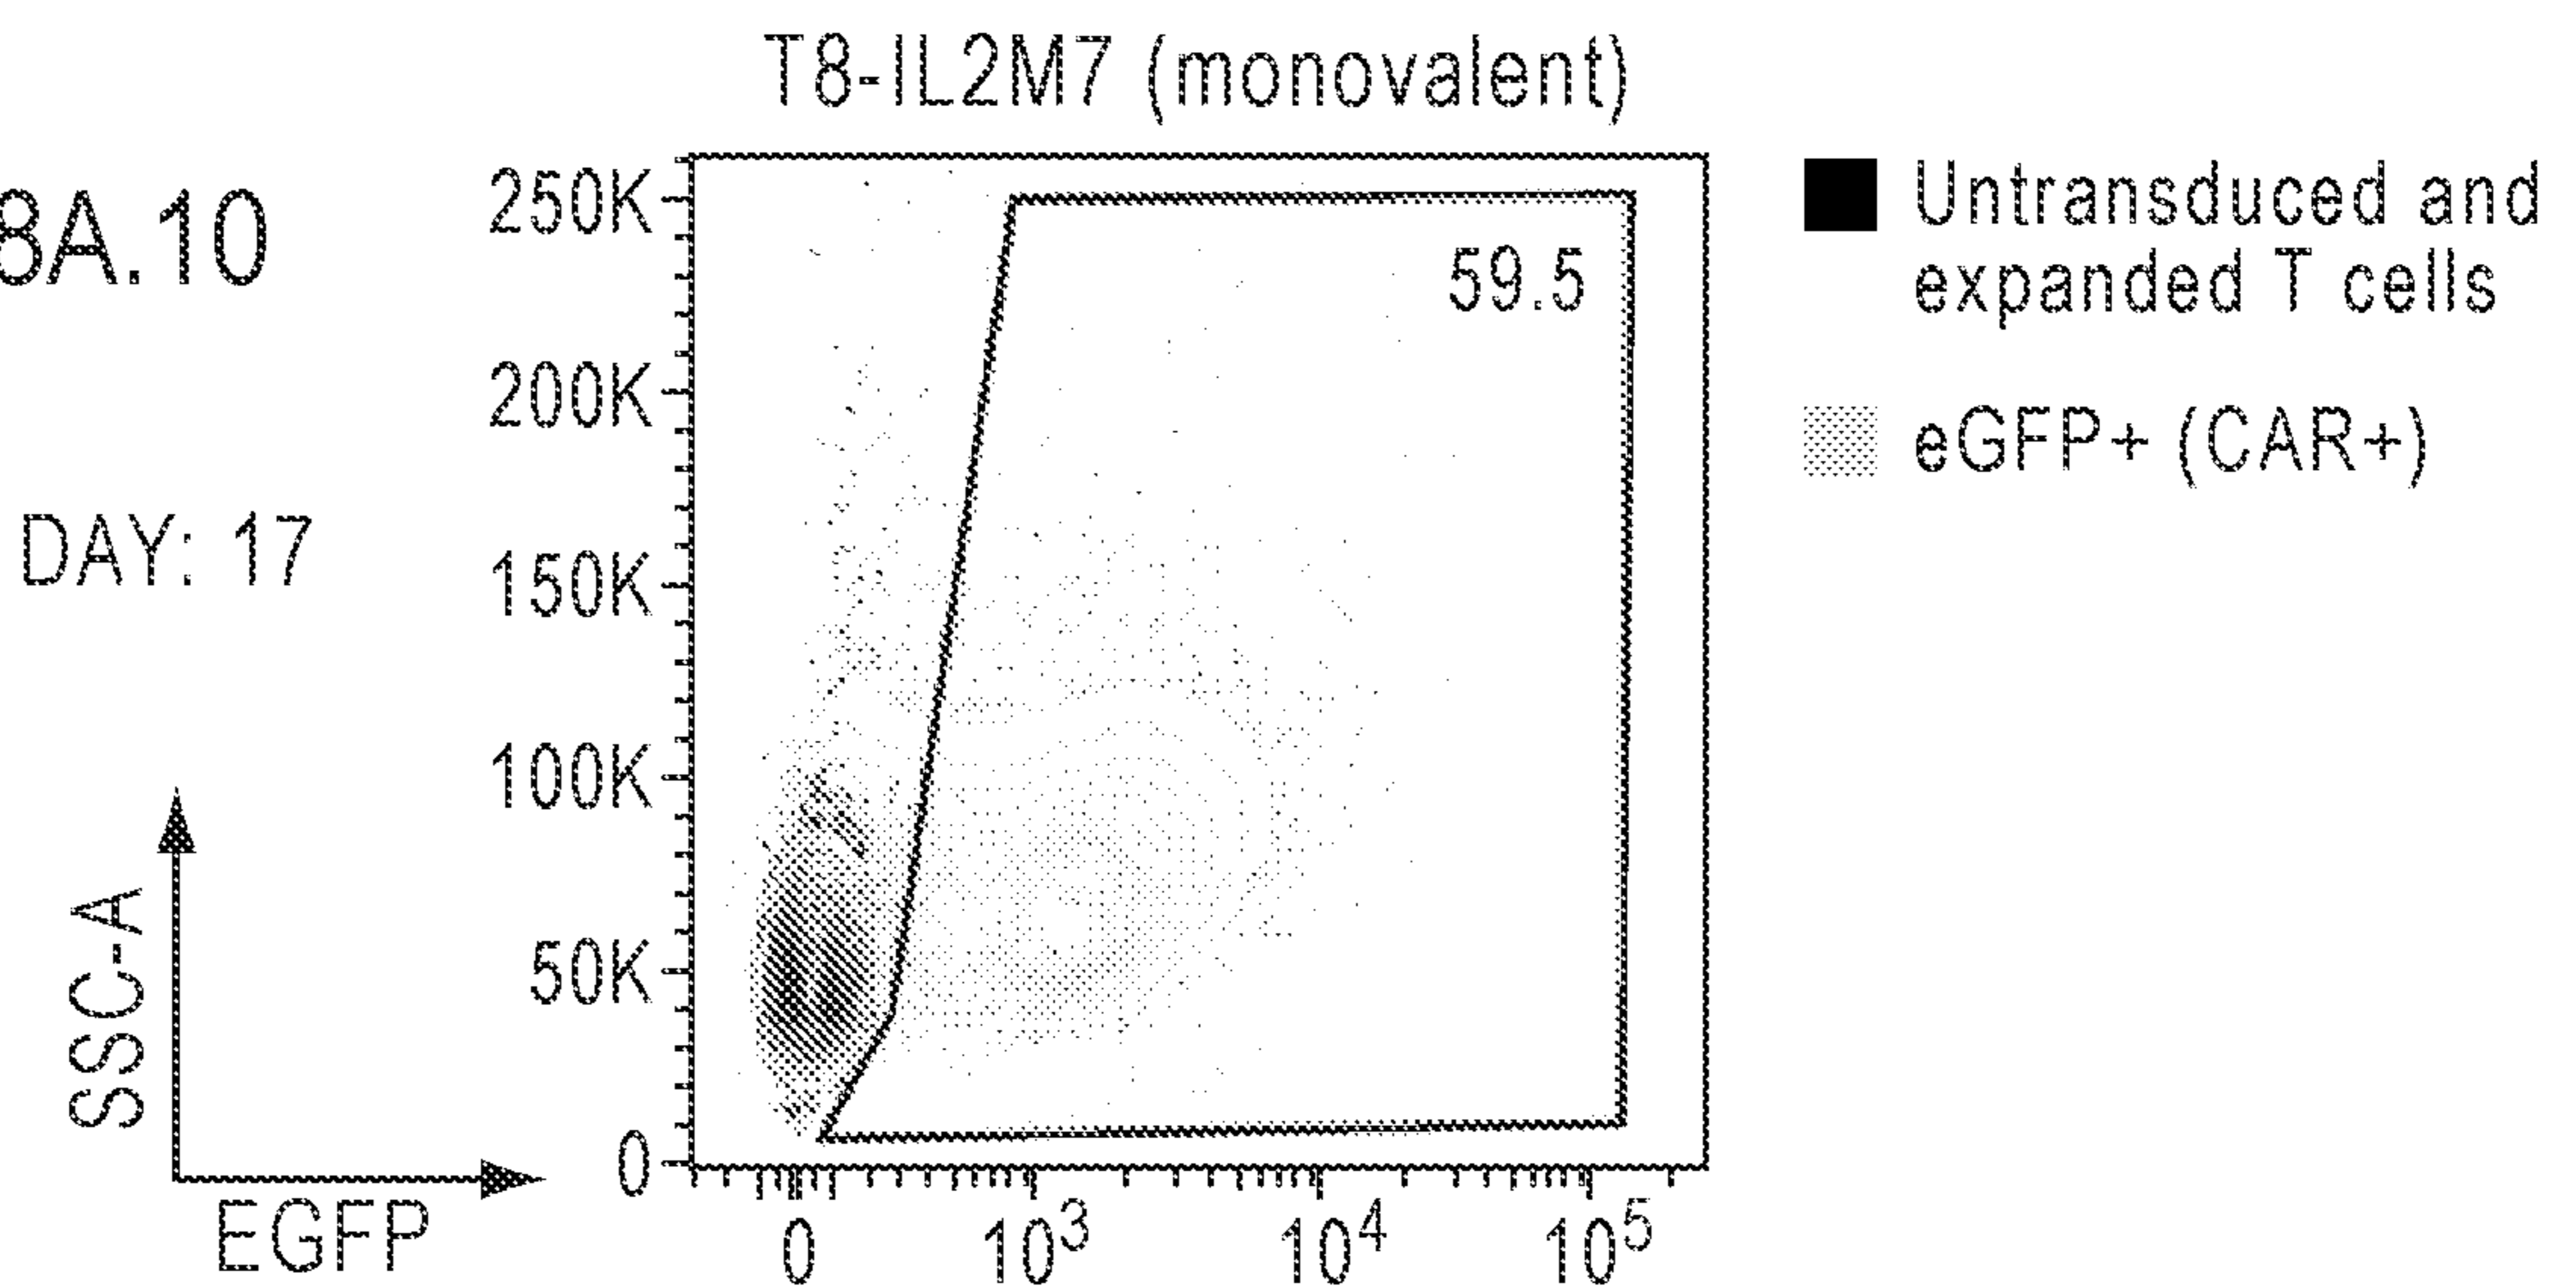 T8-IL2M7 (monovalent)
8A.10
DAY: 17
SSC-A
EGFP
250K
200K
150K
100K
50K
0
59.5
0
10³
10⁴
10⁵
Untransduced and
expanded T cells
eGFP+ (CAR+)